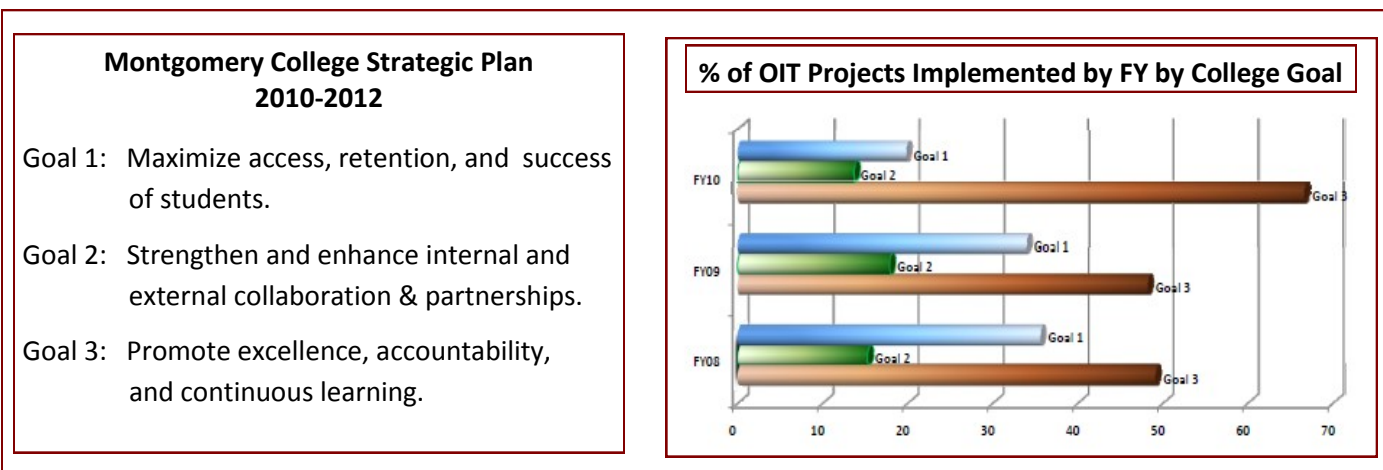 Montgomery College Strategic Plan
2010-2012
Goal 1: Maximize access, retention, and success
of students.
Goal 2: Strengthen and enhance internal and
external collaboration & partnerships.
Goal 3: Promote excellence, accountability,
and continuous learning.
% of OIT Projects Implemented by FY by College Goal
Goal 1
FY10
Goal 2
Goal 3
Goal 1
FY09
Goal 2
Goal 3
Goal 1
FY08
Goal 2
Goal 3
0 10 20 30 40 50 60 70